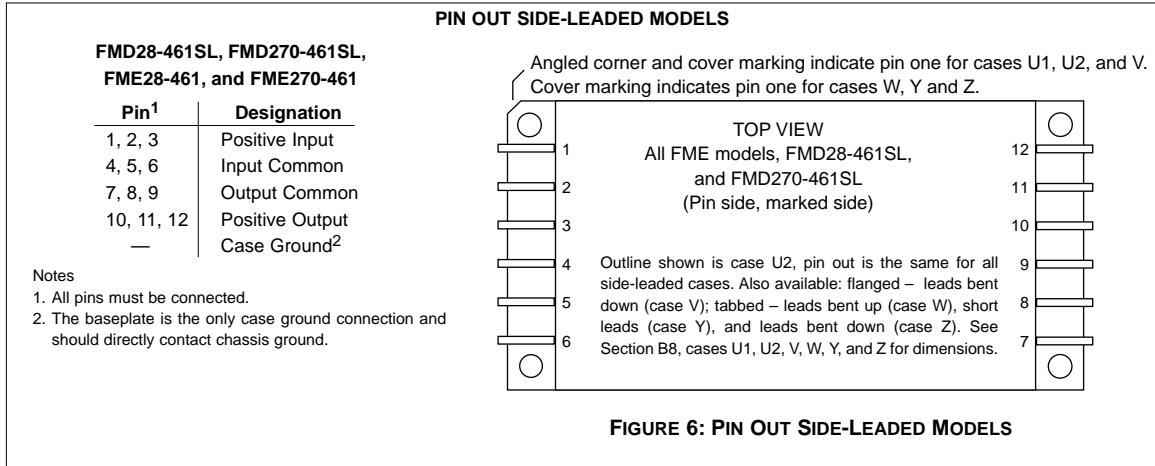 PIN OUT SIDE-LEADED MODELS
FMD28-461SL, FMD270-461SL,
FME28-461, and FME270-461
Pin1 Designation
1, 2, 3 Positive Input
4, 5, 6 Input Common
7, 8, 9 Output Common
10, 11, 12 Positive Output
— Case Ground2
Notes
1. All pins must be connected.
2. The baseplate is the only case ground connection and
should directly contact chassis ground.
Angled corner and cover marking indicate pin one for cases U1, U2, and V.
Cover marking indicates pin one for cases W, Y and Z.
TOP VIEW
All FME models, FMD28-461SL,
and FMD270-461SL
(Pin side, marked side)
1
2
3
4
5
6
12
11
10
9
8
7
Outline shown is case U2, pin out is the same for all
side-leaded cases. Also available: flanged – leads bent
down (case V); tabbed – leads bent up (case W), short
leads (case Y), and leads bent down (case Z). See
Section B8, cases U1, U2, V, W, Y, and Z for dimensions.
FIGURE 6: PIN OUT SIDE-LEADED MODELS